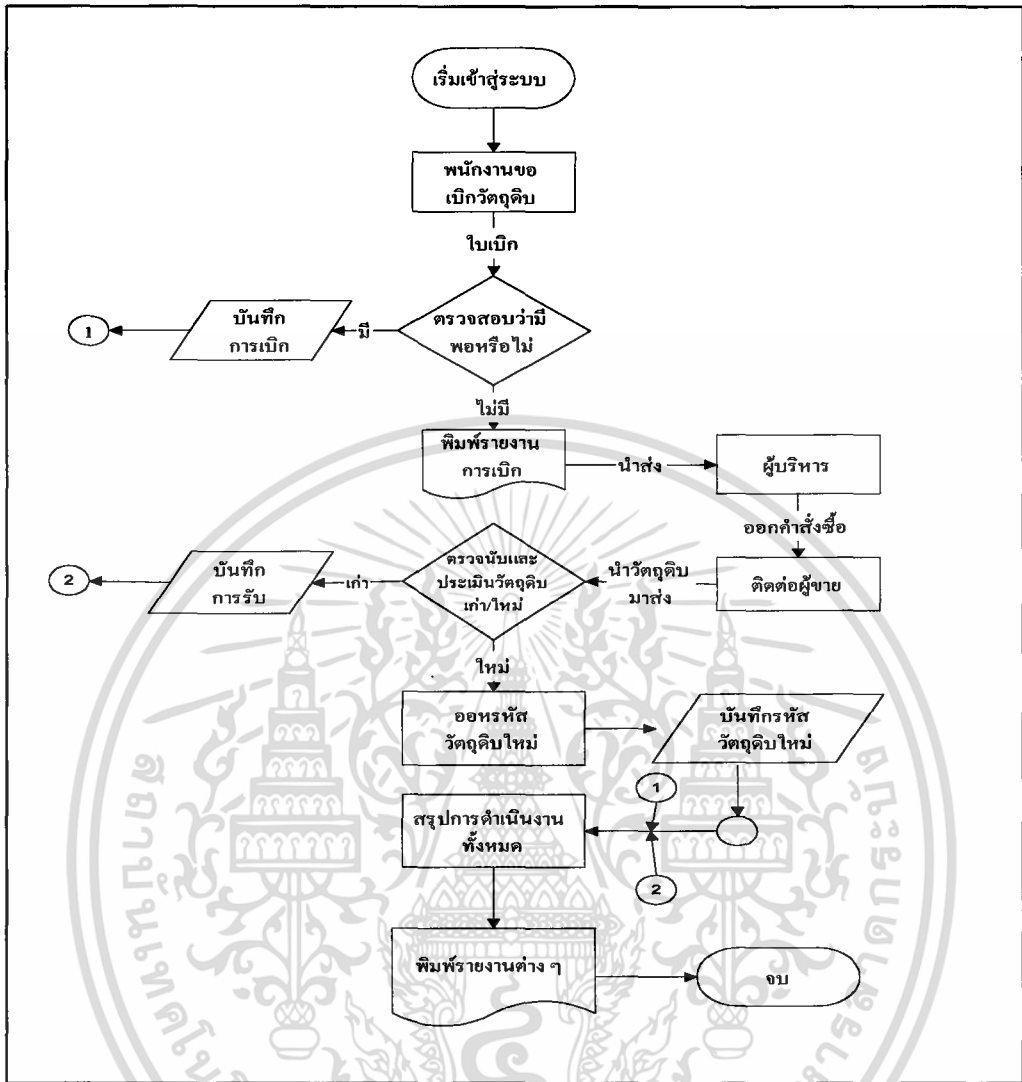 เริ่มเข้าสู่ระบบ
พนักงานขอ
เบิกวัตถุดิบ
ใบเบิก
ตรวจสอบว่ามี
พอหรือไม่
มี
บันทึก
การเบิก
1
ไม่มี
พิมพ์รายงาน
การเบิก
นำส่ง
ผู้บริหาร
ออกคำสั่งซื้อ
ติดต่อผู้ขาย
นำวัตถุดิบ
มาส่ง
ตรวจนับและ
ประเมินวัตถุดิบ
เก่า/ใหม่
เก่า
บันทึก
การรับ
2
ใหม่
ออหรหัส
วัตถุดิบใหม่
บันทึกรหัส
วัตถุดิบใหม่
1
สรุปการดำเนินงาน
ทั้งหมด
2
พิมพ์รายงานต่าง ๆ
จบ